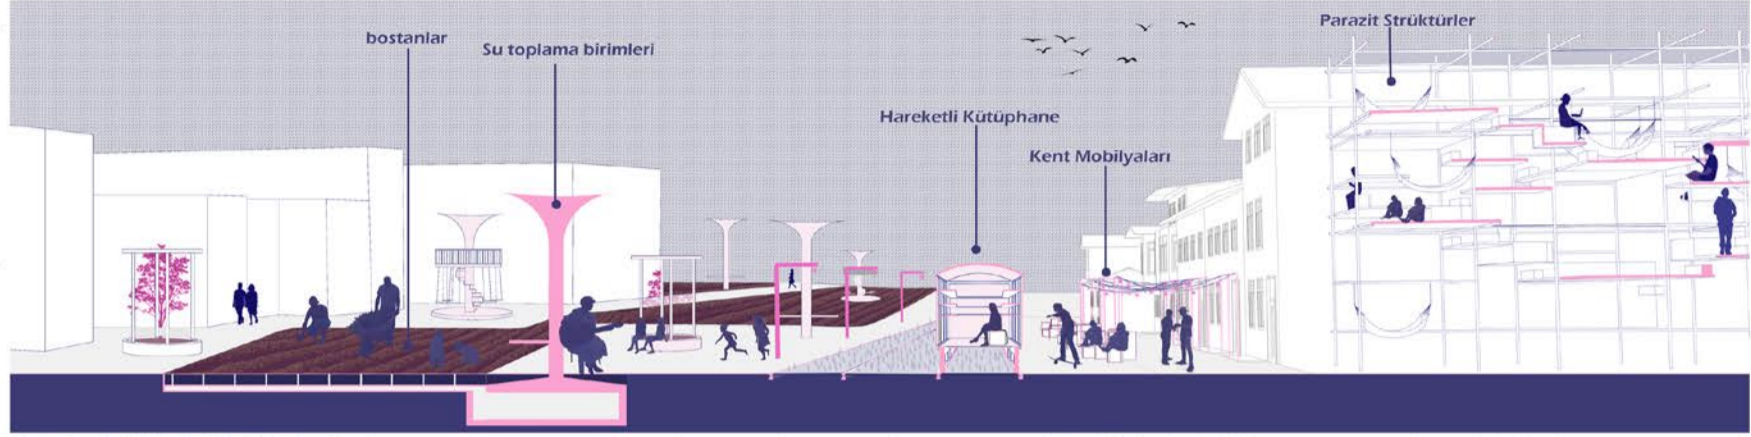 bostanlar
Su toplama birimleri
Hareketli Kütüphane
Kent Mobilyaları
Parazit Strüktürler